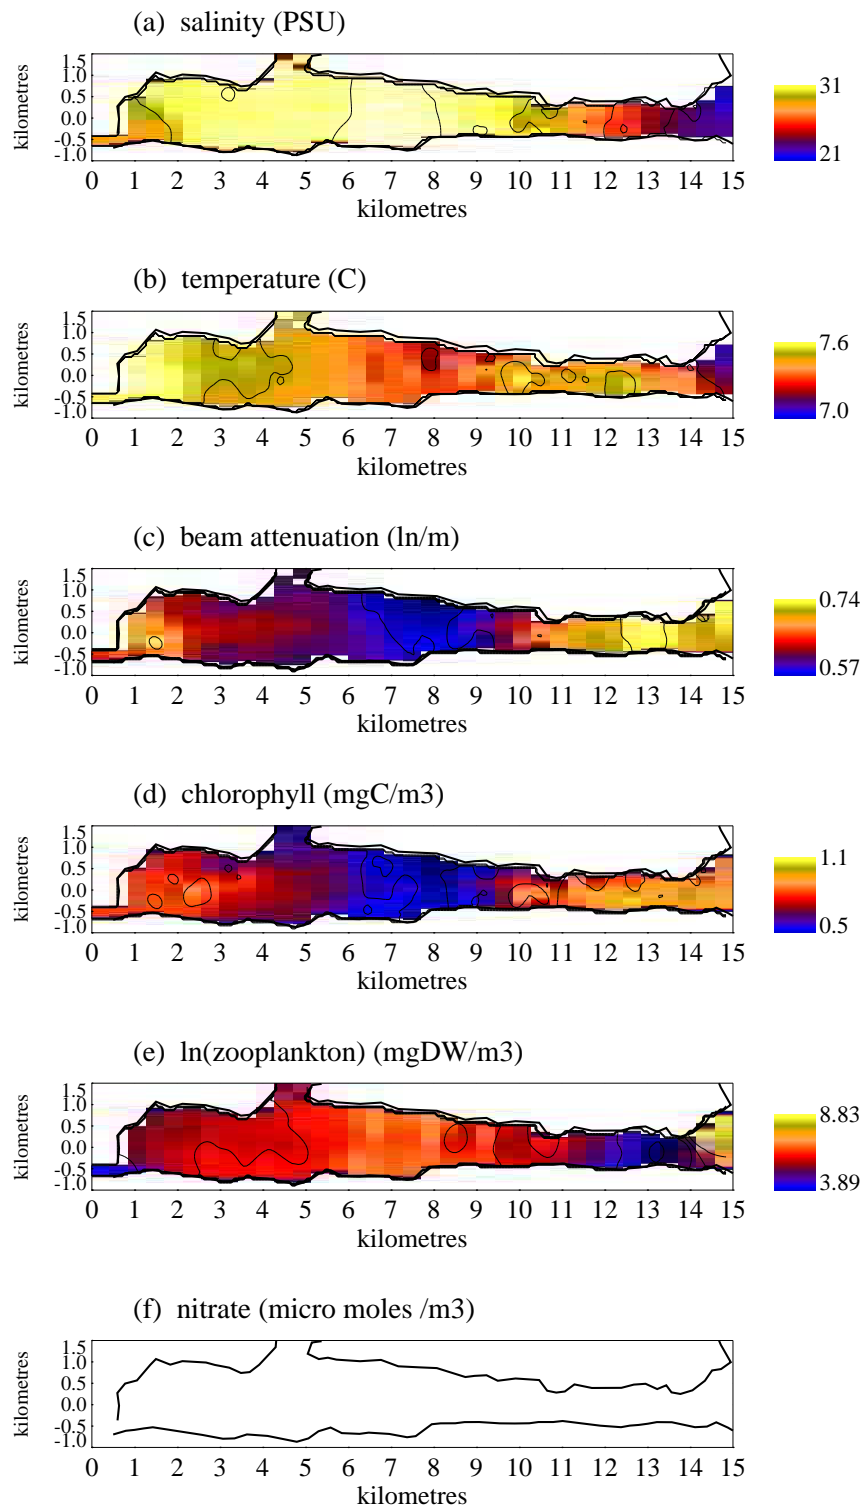 (a) salinity (PSU)
kilometres
1.5
1.0
0.5
0.0
-0.5
-1.0
31
21
0 1 2 3 4 5 6 7 8 9 10 11 12 13 14 15
kilometres
(b) temperature (C)
kilometres
1.5
1.0
0.5
0.0
-0.5
-1.0
7.6
7.0
0 1 2 3 4 5 6 7 8 9 10 11 12 13 14 15
kilometres
(c) beam attenuation (ln/m)
kilometres
1.5
1.0
0.5
0.0
-0.5
-1.0
0.74
0.57
0 1 2 3 4 5 6 7 8 9 10 11 12 13 14 15
kilometres
(d) chlorophyll (mgC/m3)
kilometres
1.5
1.0
0.5
0.0
-0.5
-1.0
1.1
0.5
0 1 2 3 4 5 6 7 8 9 10 11 12 13 14 15
kilometres
(e) ln(zooplankton) (mgDW/m3)
kilometres
1.5
1.0
0.5
0.0
-0.5
-1.0
8.83
3.89
0 1 2 3 4 5 6 7 8 9 10 11 12 13 14 15
kilometres
(f) nitrate (micro moles /m3)
kilometres
1.5
1.0
0.5
0.0
-0.5
-1.0
0 1 2 3 4 5 6 7 8 9 10 11 12 13 14 15
kilometres